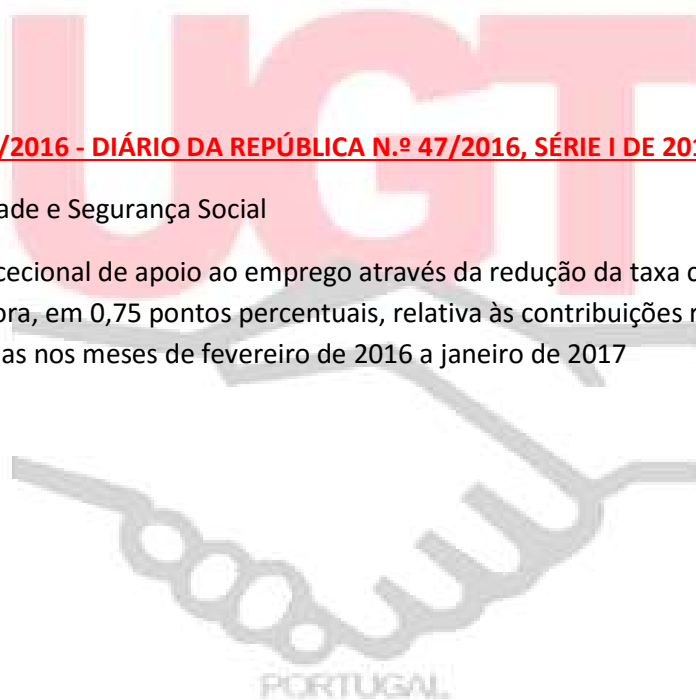 UGT
/2016 - DIÁRIO DA REPÚBLICA N.º 47/2016, SÉRIE I DE 201
ade e Segurança Social
cecional de apoio ao emprego através da redução da taxa c
ora, em 0,75 pontos percentuais, relativa às contribuições r
as nos meses de fevereiro de 2016 a janeiro de 2017
PORTUGAL